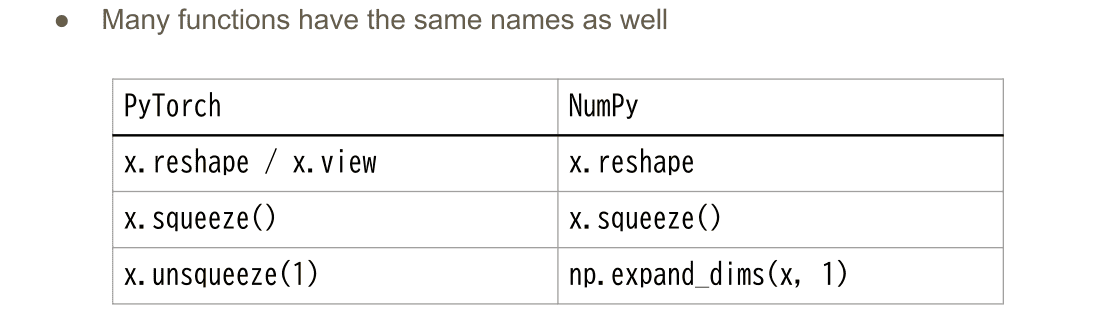 ● Many functions have the same names as well
PyTorch NumPy
x.reshape / x.view x.reshape
x.squeeze() x.squeeze()
x.unsqueeze(1) np.expand_dims(x, 1)